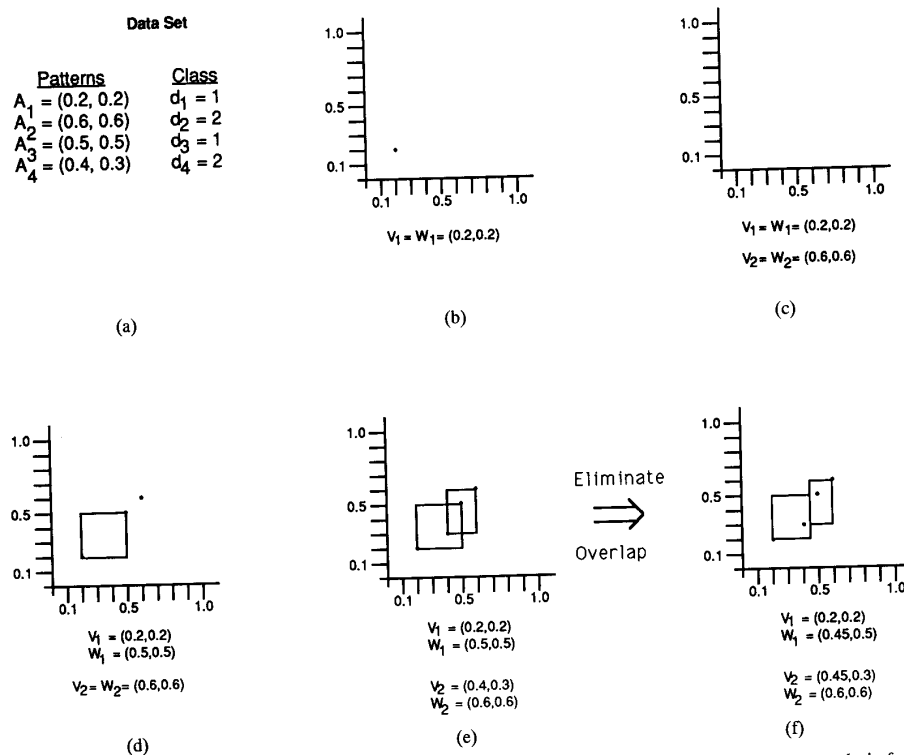 Data Set
Patterns Class
A1 = (0.2, 0.2) d1 = 1
A2 = (0.6, 0.6) d2 = 2
A3 = (0.5, 0.5) d3 = 1
A4 = (0.4, 0.3) d4 = 2
(a)
1.0
0.5
0.1
0.1 0.5 1.0
V1 = W1 = (0.2,0.2)
(b)
1.0
0.5
0.1
0.1 0.5 1.0
V1 = W1 = (0.2,0.2)
V2 = W2 = (0.6,0.6)
(c)
1.0
0.5
0.1
0.1 0.5 1.0
V1 = (0.2,0.2)
W1 = (0.5,0.5)
V2 = W2 = (0.6,0.6)
(d)
1.0
0.5
0.1
0.1 0.5 1.0
V1 = (0.2,0.2)
W1 = (0.5,0.5)
V2 = (0.4,0.3)
W2 = (0.6,0.6)
(e)
Eliminate
Overlap
1.0
0.5
0.1
0.1 0.5 1.0
V1 = (0.2,0.2)
W1 = (0.45,0.5)
V2 = (0.45,0.3)
W2 = (0.6,0.6)
(f)